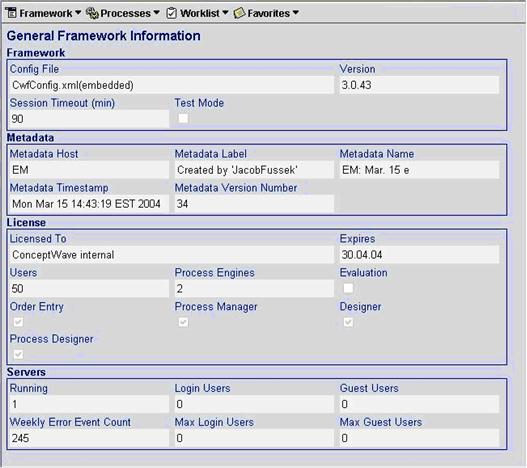 Framework Processes Worklist Favorites
General Framework Information
Framework
Config File Version
CwfConfig.xml(embedded) 3.0.43
Session Timeout (min) Test Mode
90
Metadata
Metadata Host Metadata Label Metadata Name
EM Created by 'JacobFussek' EM: Mar. 15 e
Metadata Timestamp Metadata Version Number
Mon Mar 15 14:43:19 EST 2004 34
License
Licensed To Expires
ConceptWave internal 30.04.04
Users Process Engines Evaluation
50 2
Order Entry Process Manager Designer
Process Designer
Servers
Running Login Users Guest Users
1 0 0
Weekly Error Event Count Max Login Users Max Guest Users
245 0 0